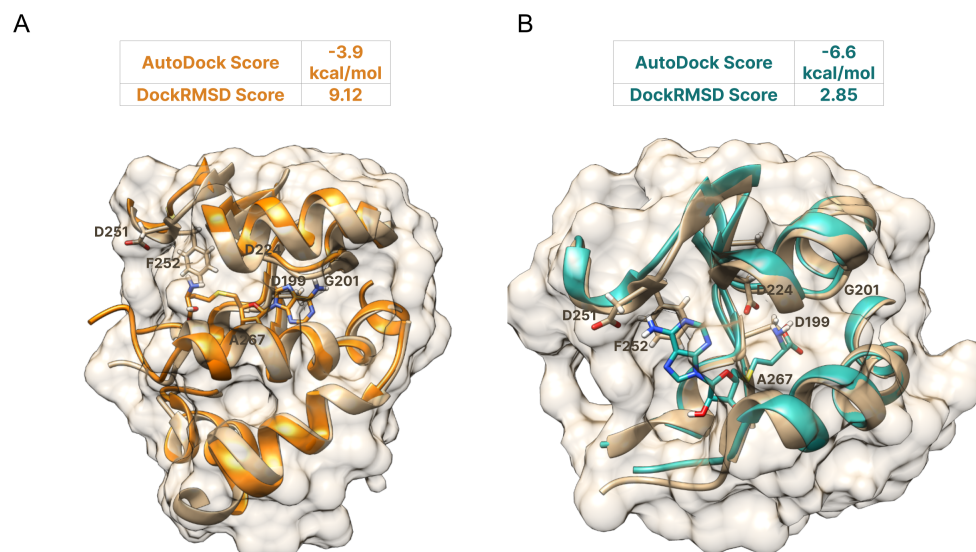 A
AutoDock Score
-3.9
kcal/mol
DockRMSD Score
9.12
D251
F252
D224
D199
G201
A267
B
AutoDock Score
-6.6
kcal/mol
DockRMSD Score
2.85
D251
F252
D224
G201
D199
A267